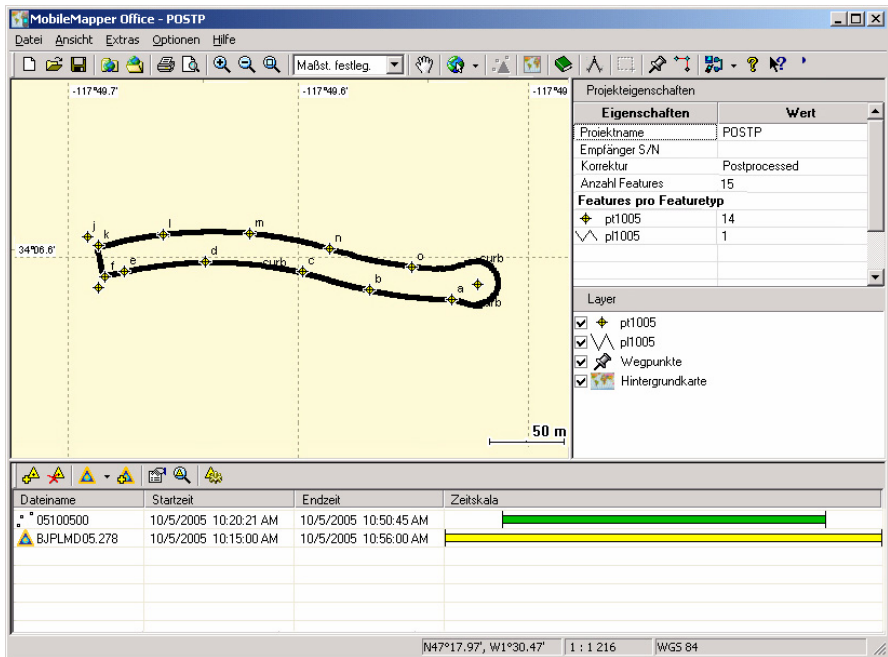 MobileMapper Office - POSTP
Datei Ansicht Extras Optionen Hilfe
Maßst. festleg.
-117°49.7' -117°49.6' -117°49
34°06.6'
j
k
l
m
n
o
curb
f
e
d
curb
c
b
a
curb
50 m
Projekteigenschaften
Eigenschaften Wert
Projektname POSTP
Empfänger S/N
Korrektur Postprocessed
Anzahl Features 15
Features pro Featuretyp
pt1005 14
pl1005 1
Layer
pt1005
pl1005
Wegpunkte
Hintergrundkarte
Dateiname Startzeit Endzeit Zeitskala
05100500 10/5/2005 10:20:21 AM 10/5/2005 10:50:45 AM
BJPLMD05.278 10/5/2005 10:15:00 AM 10/5/2005 10:56:00 AM
N47°17.97', W1°30.47' 1 : 1 216 WGS 84